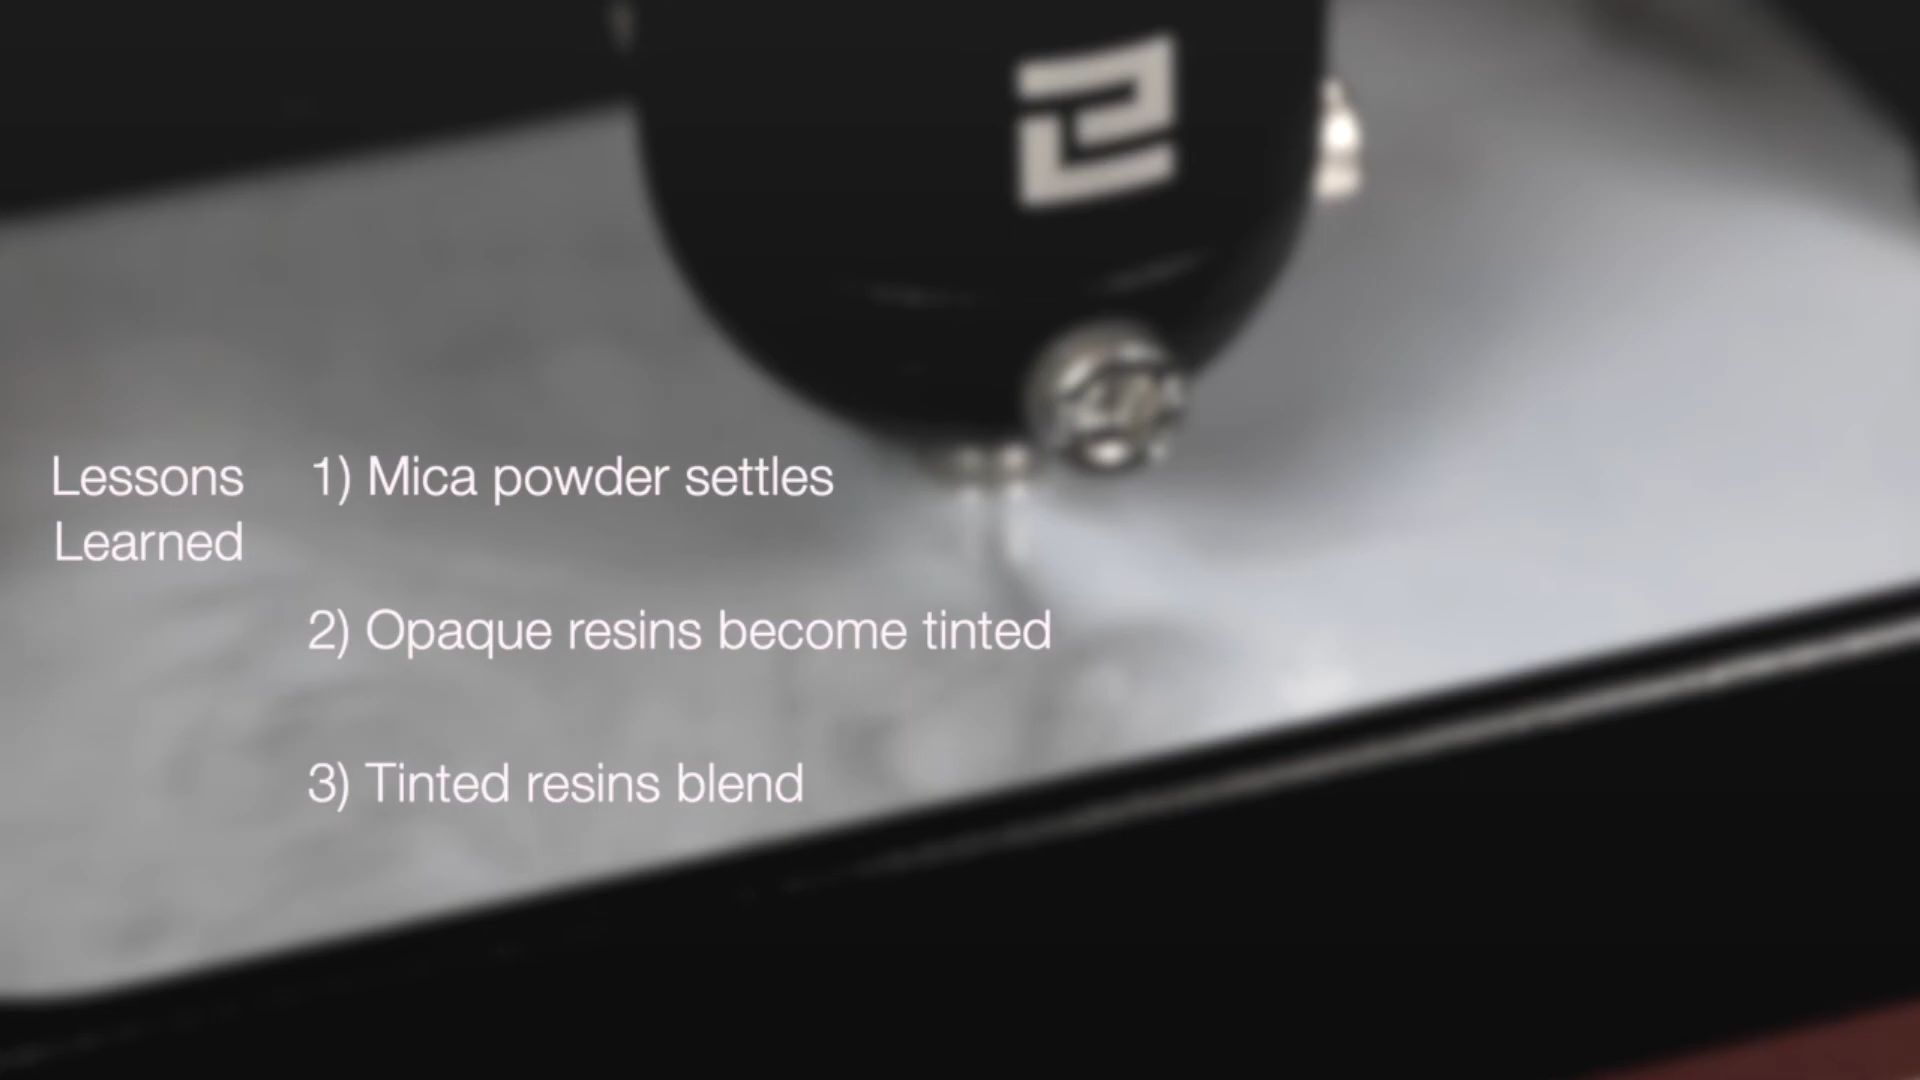 Lessons
Learned
1) Mica powder settles
2) Opaque resins become tinted
3) Tinted resins blend